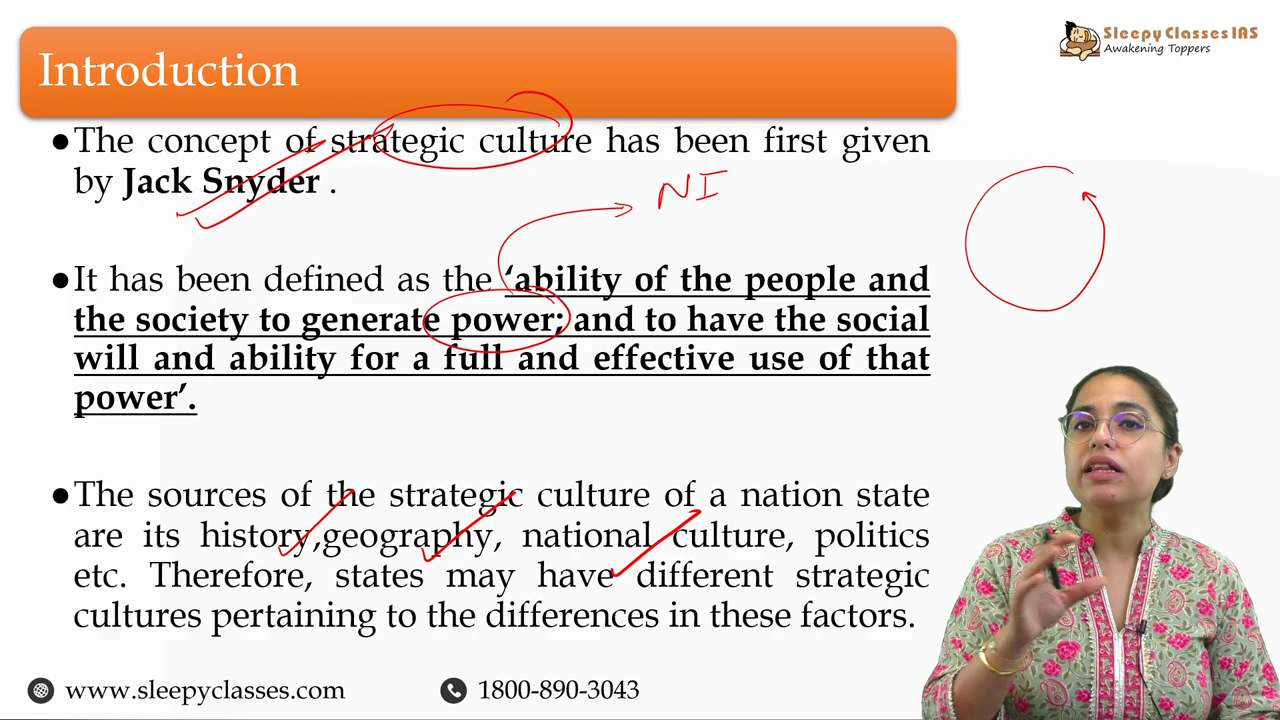 Introduction
Sleepy Classes IAS
Awakening Toppers
●The concept of strategic culture has been first given
by Jack Snyder .
NI
●It has been defined as the ‘ability of the people and
the society to generate power; and to have the social
will and ability for a full and effective use of that
power’.
●The sources of the strategic culture of a nation state
are its history,geography, national culture, politics
etc. Therefore, states may have different strategic
cultures pertaining to the differences in these factors.
www.sleepyclasses.com
1800-890-3043